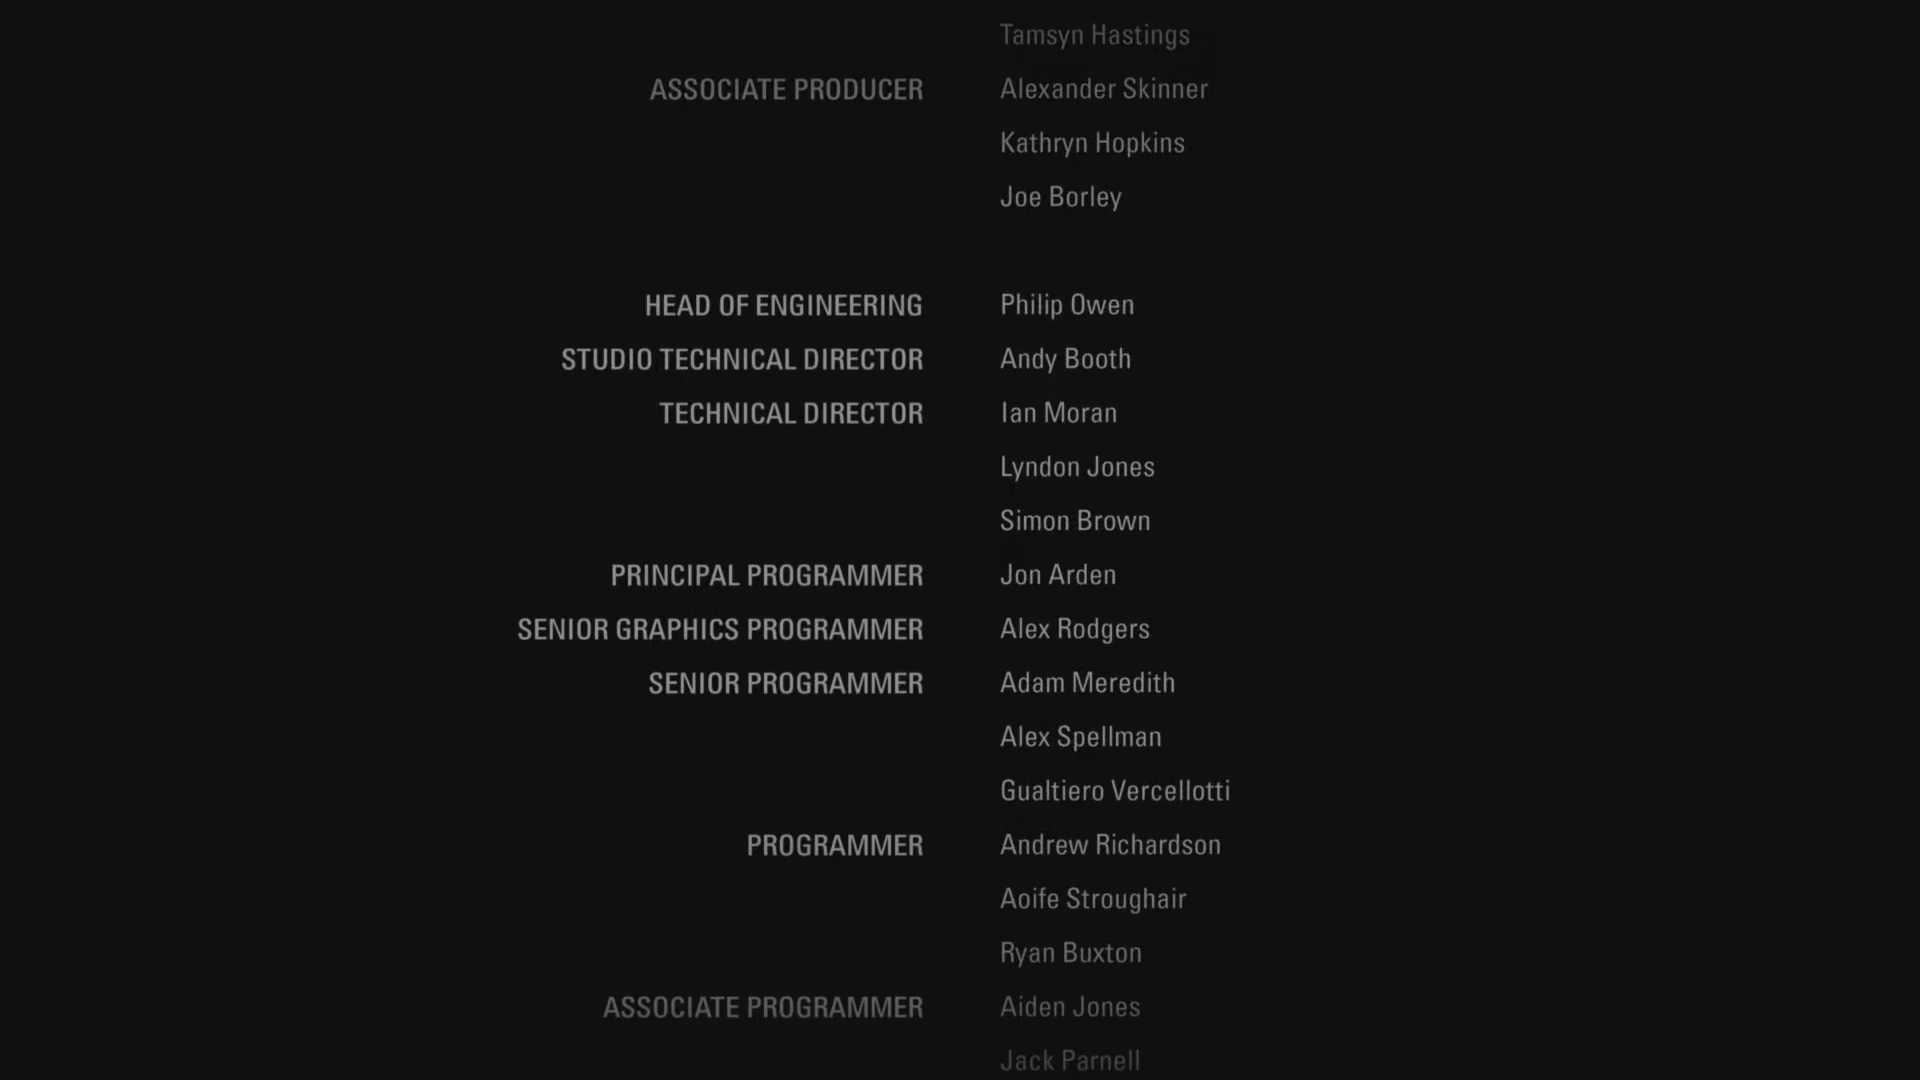 Tamsyn Hastings
ASSOCIATE PRODUCER Alexander Skinner
Kathryn Hopkins
Joe Borley
HEAD OF ENGINEERING Philip Owen
STUDIO TECHNICAL DIRECTOR Andy Booth
TECHNICAL DIRECTOR Ian Moran
Lyndon Jones
Simon Brown
PRINCIPAL PROGRAMMER Jon Arden
SENIOR GRAPHICS PROGRAMMER Alex Rodgers
SENIOR PROGRAMMER Adam Meredith
Alex Spellman
Gualtiero Vercellotti
PROGRAMMER Andrew Richardson
Aoife Stroughair
Ryan Buxton
ASSOCIATE PROGRAMMER Aiden Jones
Jack Parnell